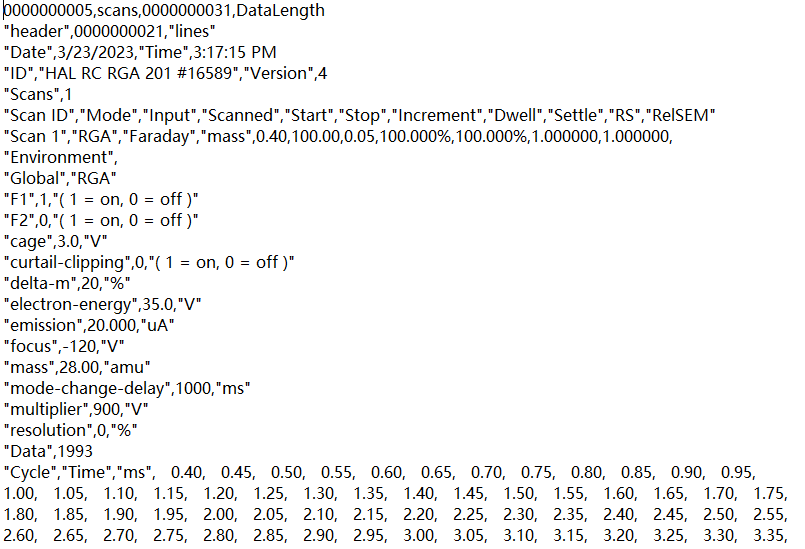 0000000005,scans,0000000031,DataLength
"header",0000000021,"lines"
"Date",3/23/2023,"Time",3:17:15 PM
"ID","HAL RC RGA 201 #16589","Version",4
"Scans",1
"Scan ID","Mode","Input","Scanned","Start","Stop","Increment","Dwell","Settle","RS","RelSEM"
"Scan 1","RGA","Faraday","mass",0.40,100.00,0.05,100.000%,100.000%,1.000000,1.000000,
"Environment",
"Global","RGA"
"F1",1,"( 1 = on, 0 = off )"
"F2",0,"( 1 = on, 0 = off )"
"cage",3.0,"V"
"curtail-clipping",0,"( 1 = on, 0 = off )"
"delta-m",20,"%"
"electron-energy",35.0,"V"
"emission",20.000,"uA"
"focus",-120,"V"
"mass",28.00,"amu"
"mode-change-delay",1000,"ms"
"multiplier",900,"V"
"resolution",0,"%"
"Data",1993
"Cycle","Time","ms",   0.40,   0.45,   0.50,   0.55,   0.60,   0.65,   0.70,   0.75,   0.80,   0.85,   0.90,   0.95,
1.00,   1.05,   1.10,   1.15,   1.20,   1.25,   1.30,   1.35,   1.40,   1.45,   1.50,   1.55,   1.60,   1.65,   1.70,   1.75,
1.80,   1.85,   1.90,   1.95,   2.00,   2.05,   2.10,   2.15,   2.20,   2.25,   2.30,   2.35,   2.40,   2.45,   2.50,   2.55,
2.60,   2.65,   2.70,   2.75,   2.80,   2.85,   2.90,   2.95,   3.00,   3.05,   3.10,   3.15,   3.20,   3.25,   3.30,   3.35,